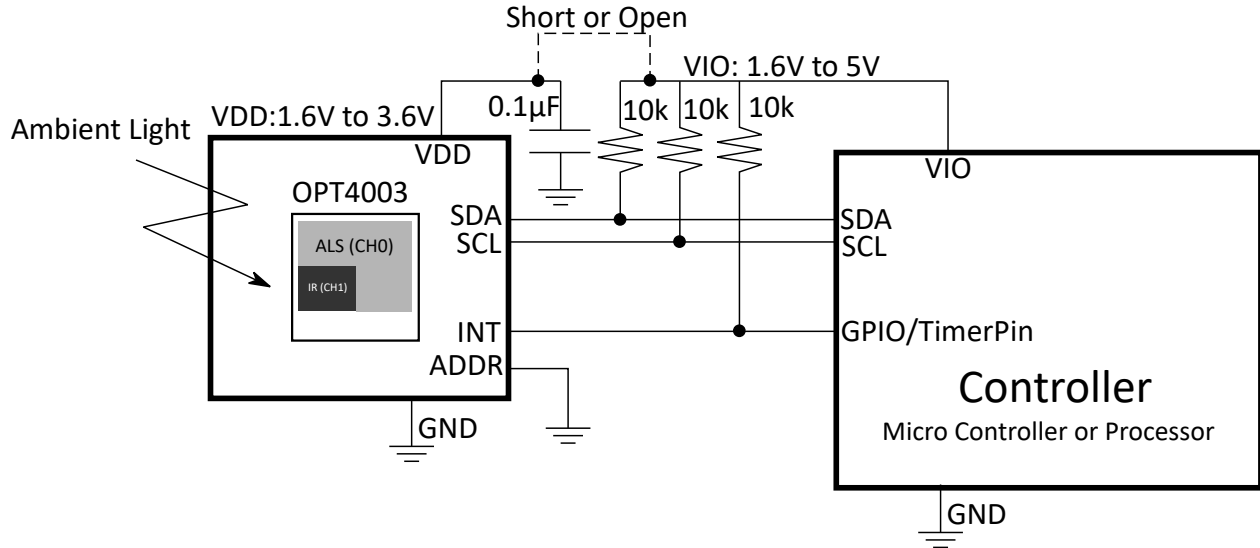 Short or Open
VIO: 1.6V to 5V
VDD:1.6V to 3.6V
0.1µF
10k
10k
10k
Ambient Light
VDD
VIO
OPT4003
ALS (CH0)
IR (CH1)
SDA
SCL
SDA
SCL
INT
GPIO/TimerPin
ADDR
Controller
Micro Controller or Processor
GND
GND